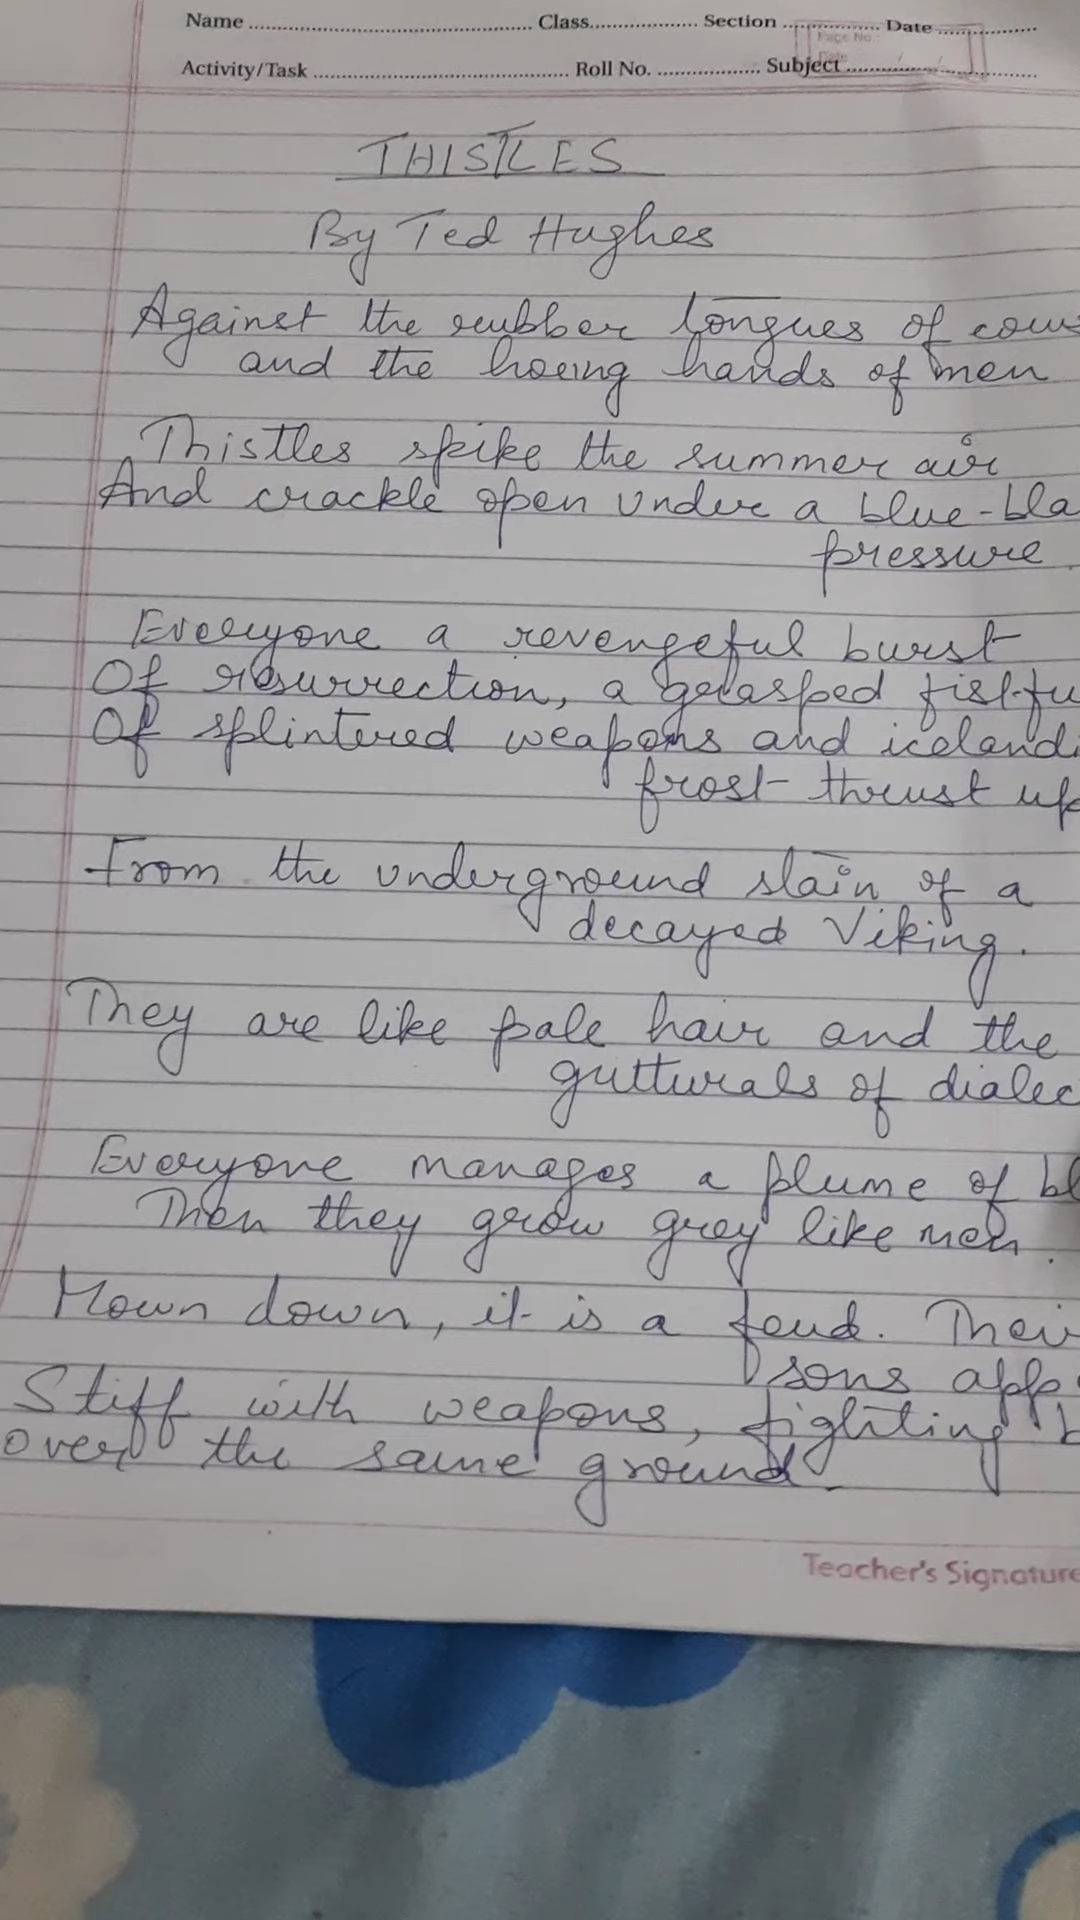 Name ............ Class............ Section ............ Date ............
Page No.:
Date
Activity/Task ............ Roll No. ............ Subject ............
THISTLES
By Ted Hughes
Against the rubber tongues of cows
and the hoeing hands of men
Thistles spike the summer air
And crackle open under a blue-bla
pressure.
Everyone a revengeful burst
Of resurrection, a grasped fist-fu
Of splintered weapons and icelandi
frost thrust up
From the underground stain of a
decayed Viking.
They are like pale hair and the
gutturals of dialec
Everyone manages a plume of bl
Then they grow grey like men.
Mown down, it is a feud. Their
sons app
Stiff with weapons, fighting b
over the same ground.
Teacher's Signature